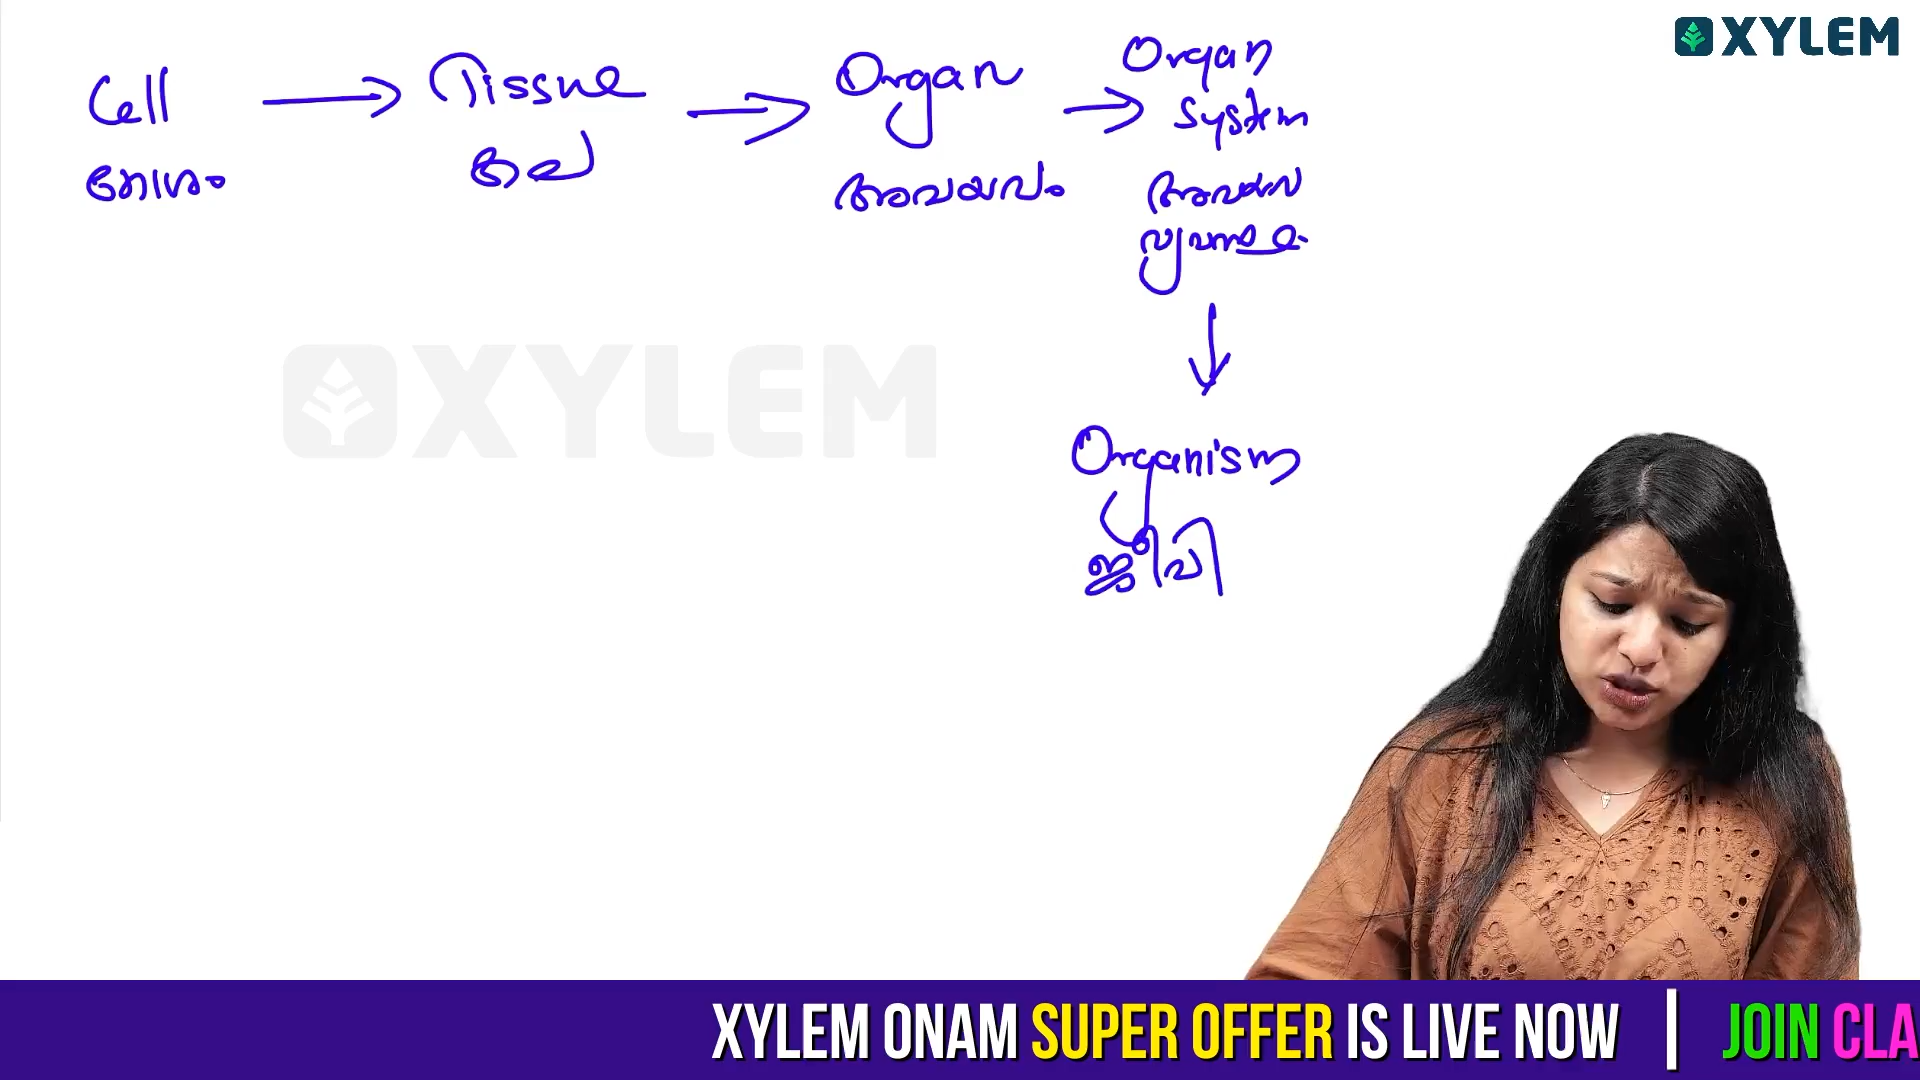 XYLEM
Cell → Tissue → Organ → Organ
System
കോശം
കല
അവയവം
അവയവ
വ്യവസ്ഥ
Organism
ജീവി
XYLEM
XYLEM ONAM SUPER OFFER IS LIVE NOW | JOIN CLA